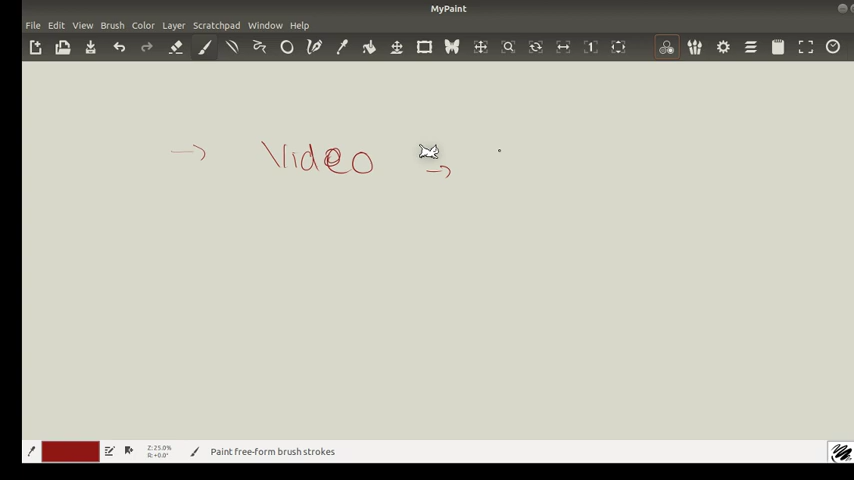 MyPaint
File Edit View Brush Color Layer Scratchpad Window Help
→ Video →
Z: 25.0%
R: +0.0°
Paint free-form brush strokes